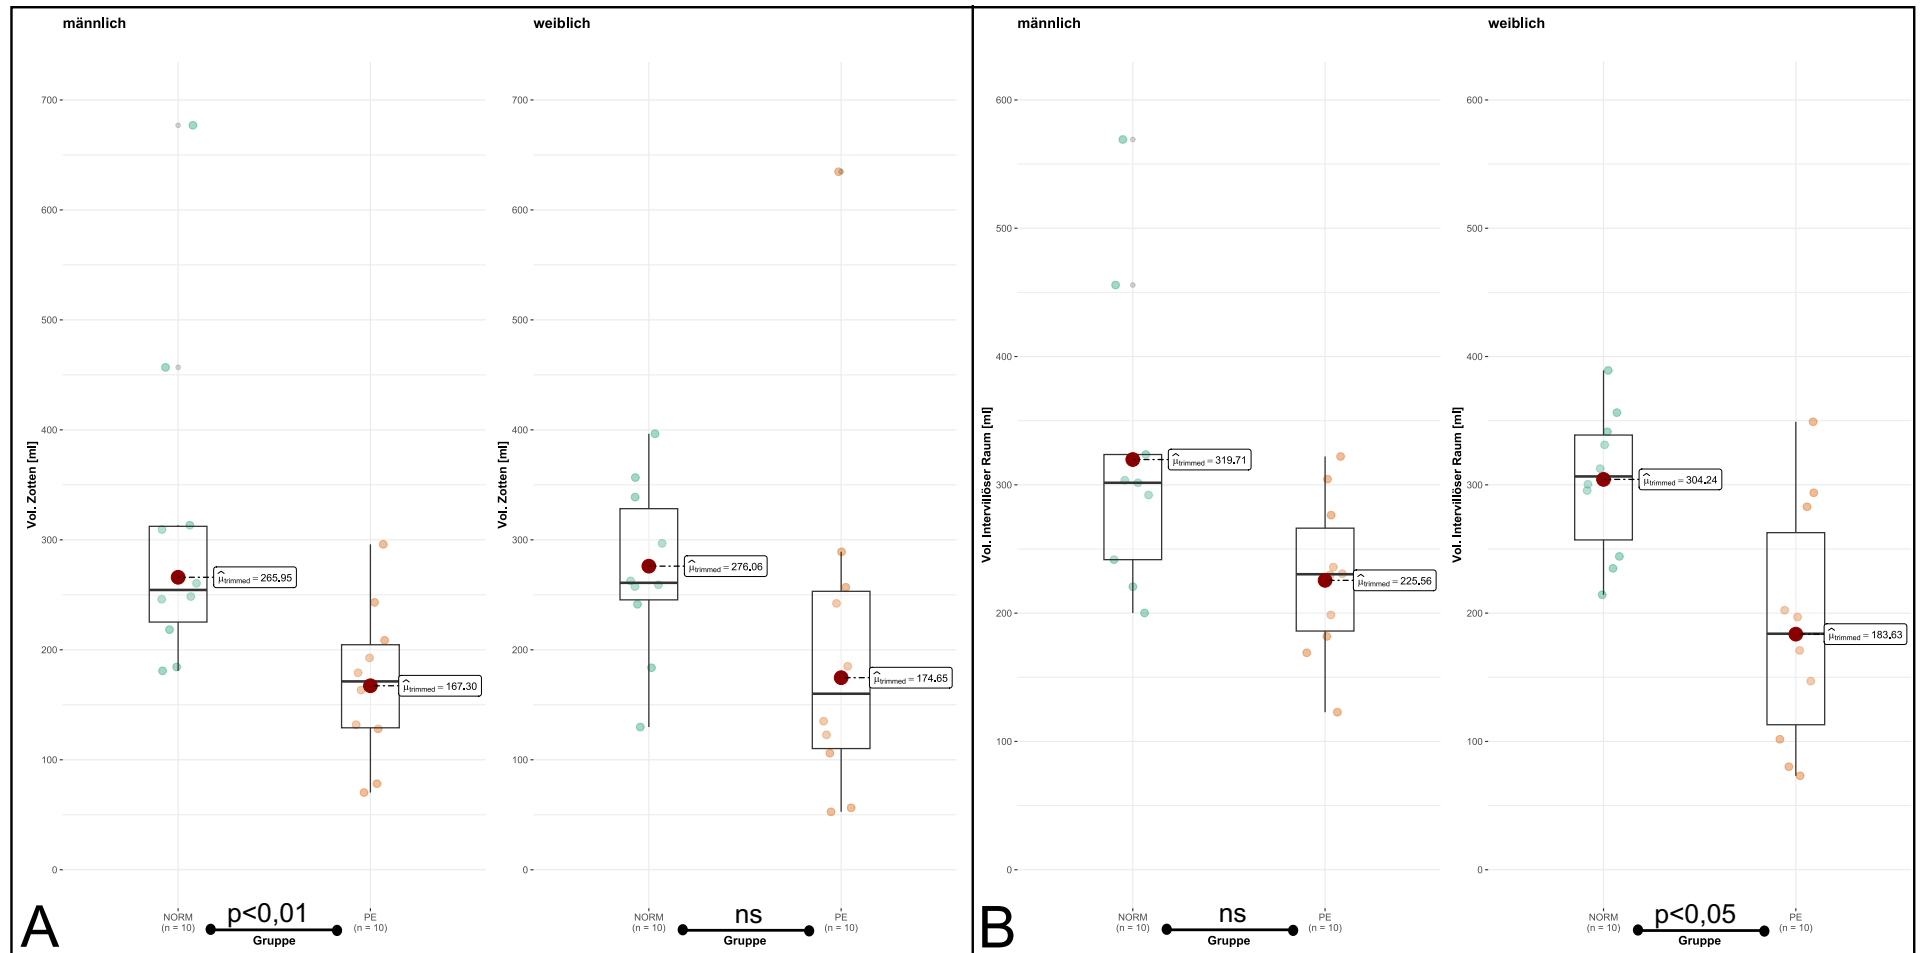 männlich
Vol. Zotten [ml]
700
600
500
400
300
200
100
0
μ̂trimmed = 265.95
μ̂trimmed = 167.30
NORM
(n = 10)
p<0,01
PE
(n = 10)
Gruppe
weiblich
Vol. Zotten [ml]
700
600
500
400
300
200
100
0
μ̂trimmed = 276.06
μ̂trimmed = 174.65
NORM
(n = 10)
ns
PE
(n = 10)
Gruppe
A
männlich
Vol. Intervillöser Raum [ml]
600
500
400
300
200
100
0
μ̂trimmed = 319.71
μ̂trimmed = 225.56
NORM
(n = 10)
ns
PE
(n = 10)
Gruppe
weiblich
Vol. Intervillöser Raum [ml]
600
500
400
300
200
100
0
μ̂trimmed = 304.24
μ̂trimmed = 183.63
NORM
(n = 10)
p<0,05
PE
(n = 10)
Gruppe
B